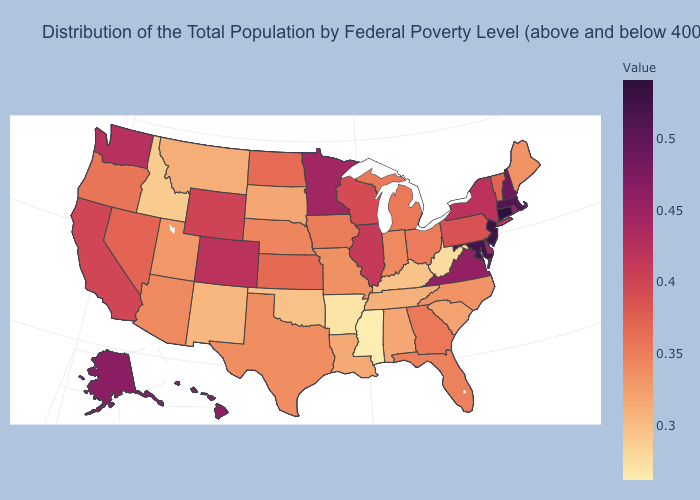 Distribution of the Total Population by Federal Poverty Level (above and below 400
Value
0.5
0.45
0.4
0.35
0.3